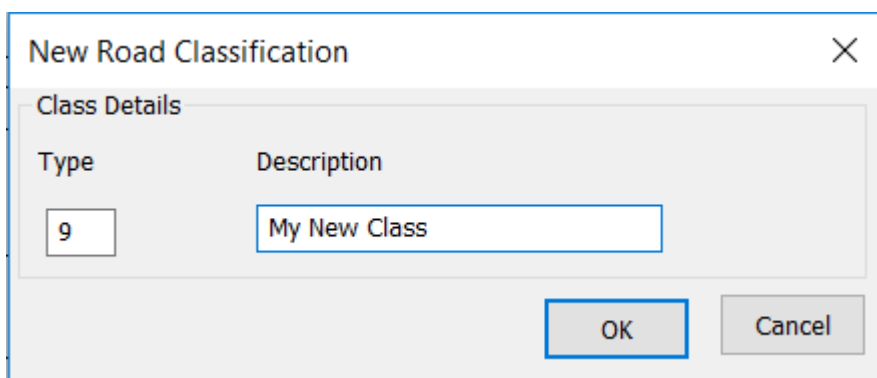 New Road Classification
Class Details
Type Description
9 My New Class
OK Cancel